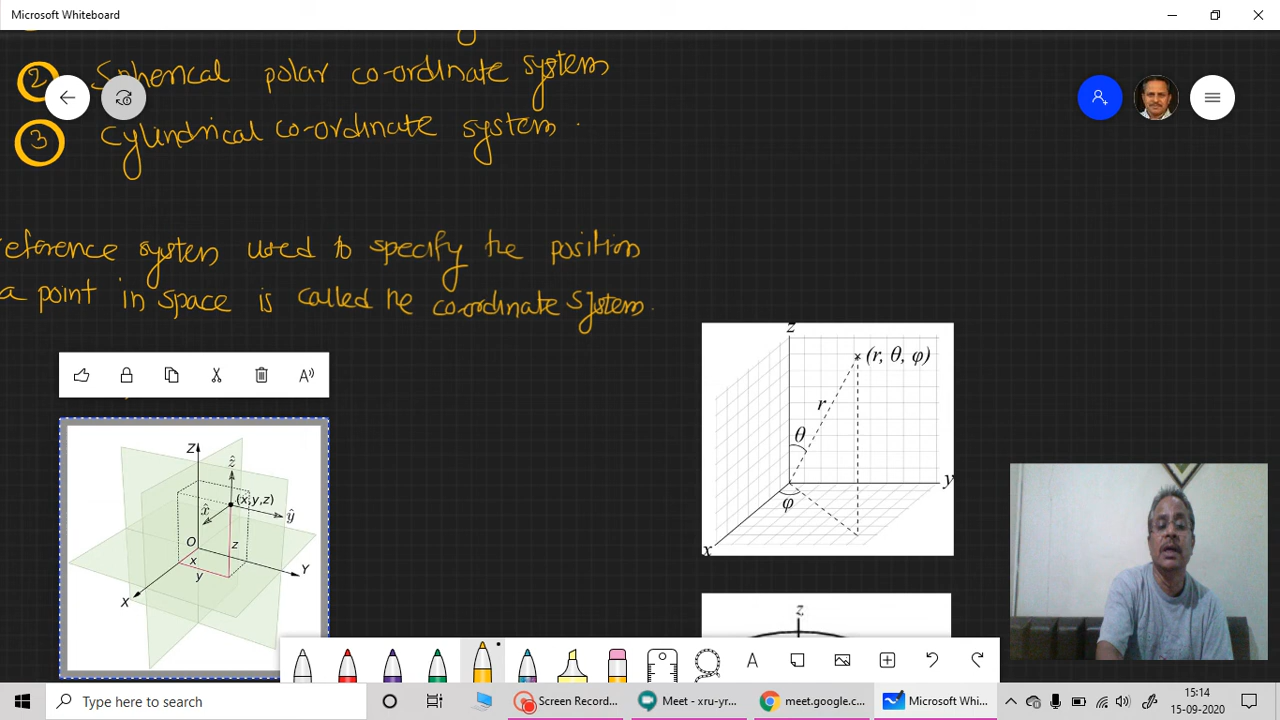 Microsoft Whiteboard
2 Spherical polar co-ordinate system
3 Cylindrical co-ordinate system.
reference system used to specify the position
a point in space is called the co-ordinate system.
z
(r, θ, φ)
r
θ
y
φ
x
Z
ẑ
(x,y,z)
x̂
ŷ
O
z
x
Y
y
X
z
A
Type here to search
Screen Record...
Meet - xru-yr...
meet.google.c...
Microsoft Whi...
15:14
15-09-2020